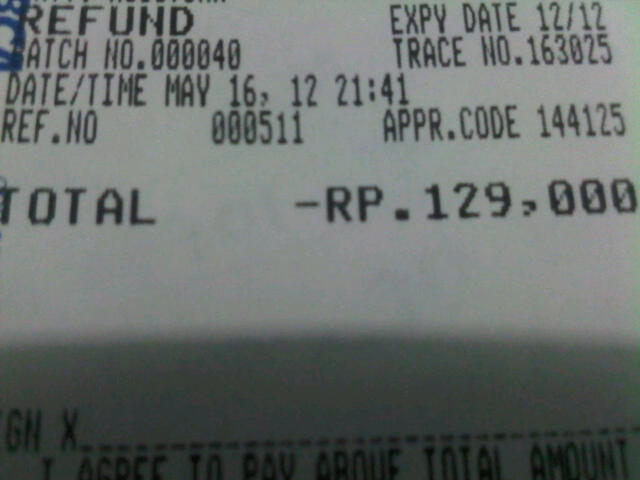 REFUND EXPY DATE 12/12
BATCH NO.000040 TRACE NO.163025
DATE/TIME MAY 16, 12 21:41
REF.NO 000511 APPR.CODE 144125
TOTAL -RP.129,000
GN X
I AGREE TO PAY ABOVE TOTAL AMOUNT